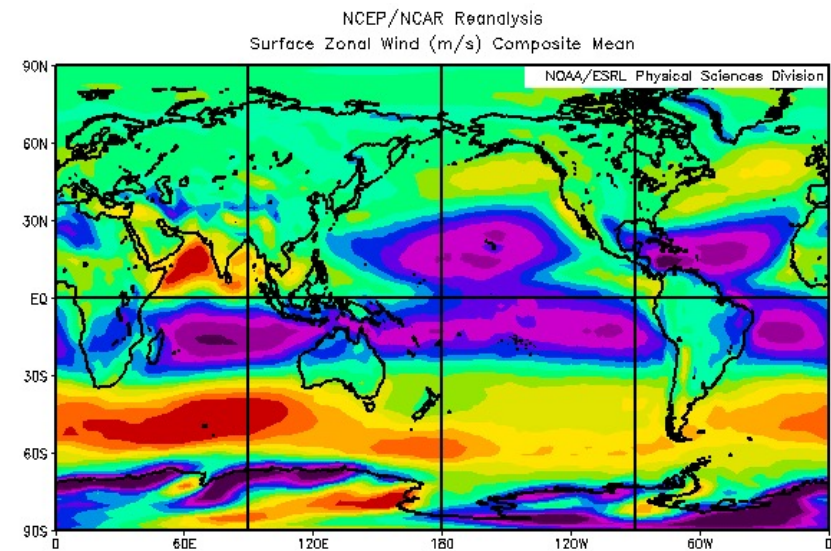 NCEP/NCAR Reanalysis
Surface Zonal Wind (m/s) Composite Mean
NOAA/ESRL Physical Sciences Division
90N
60N
30N
EQ
30S
60S
90S
0 60E 120E 180 120W 60W 0